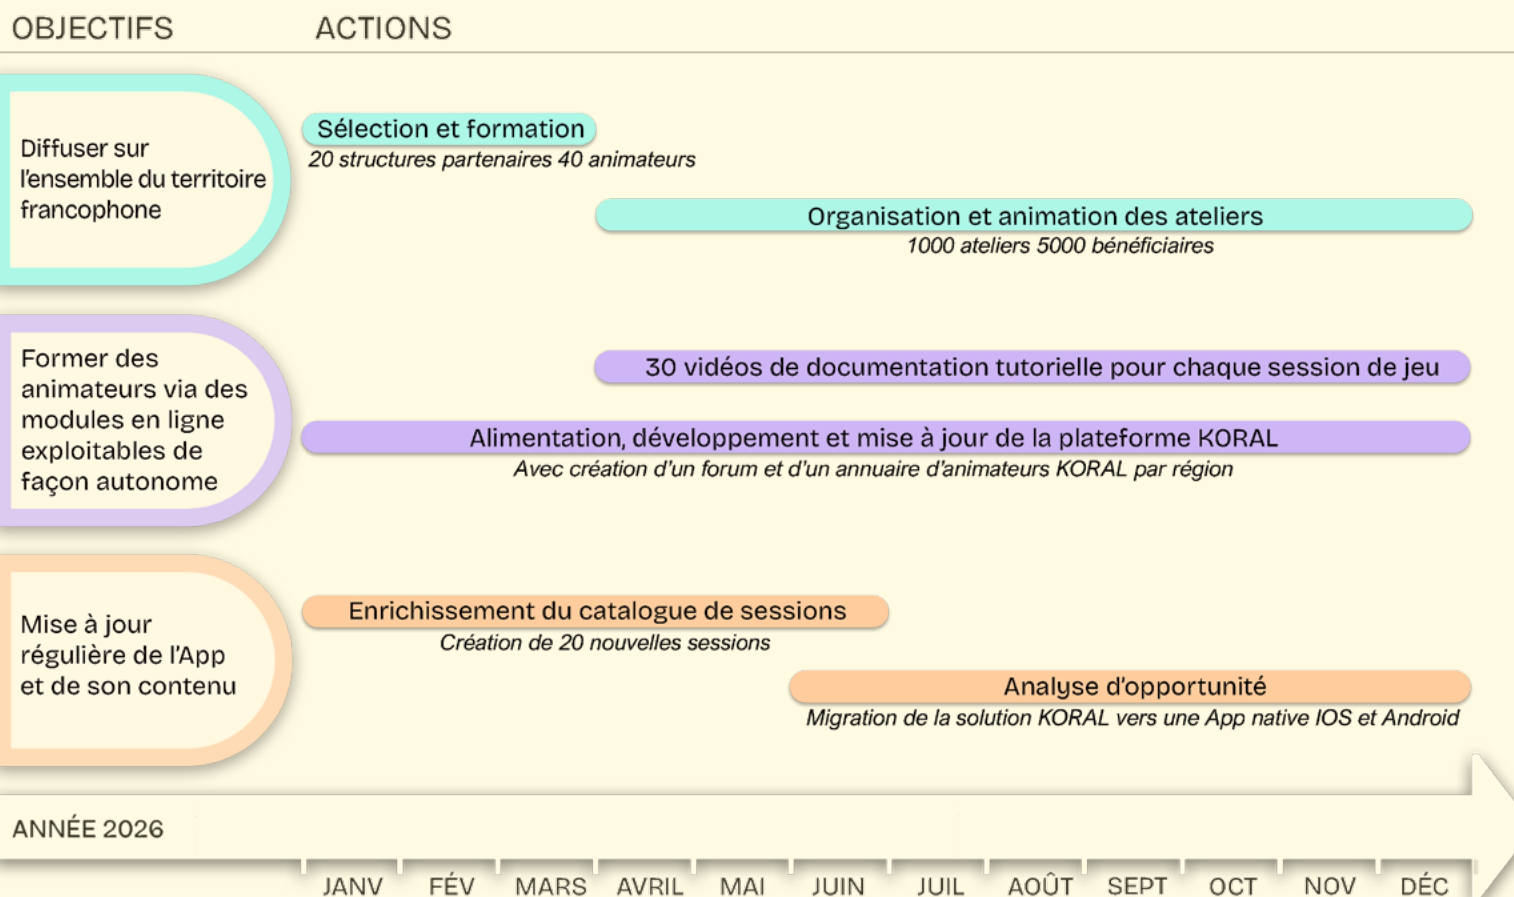 OBJECTIFS
ACTIONS
Diffuser sur
l'ensemble du territoire
francophone
Sélection et formation
20 structures partenaires 40 animateurs
Organisation et animation des ateliers
1000 ateliers 5000 bénéficiaires
Former des
animateurs via des
modules en ligne
exploitables de
façon autonome
30 vidéos de documentation tutorielle pour chaque session de jeu
Alimentation, développement et mise à jour de la plateforme KORAL
Avec création d'un forum et d'un annuaire d'animateurs KORAL par région
Mise à jour
régulière de l'App
et de son contenu
Enrichissement du catalogue de sessions
Création de 20 nouvelles sessions
Analyse d'opportunité
Migration de la solution KORAL vers une App native IOS et Android
ANNÉE 2026
JANV FÉV MARS AVRIL MAI JUIN JUIL AOÛT SEPT OCT NOV DÉC